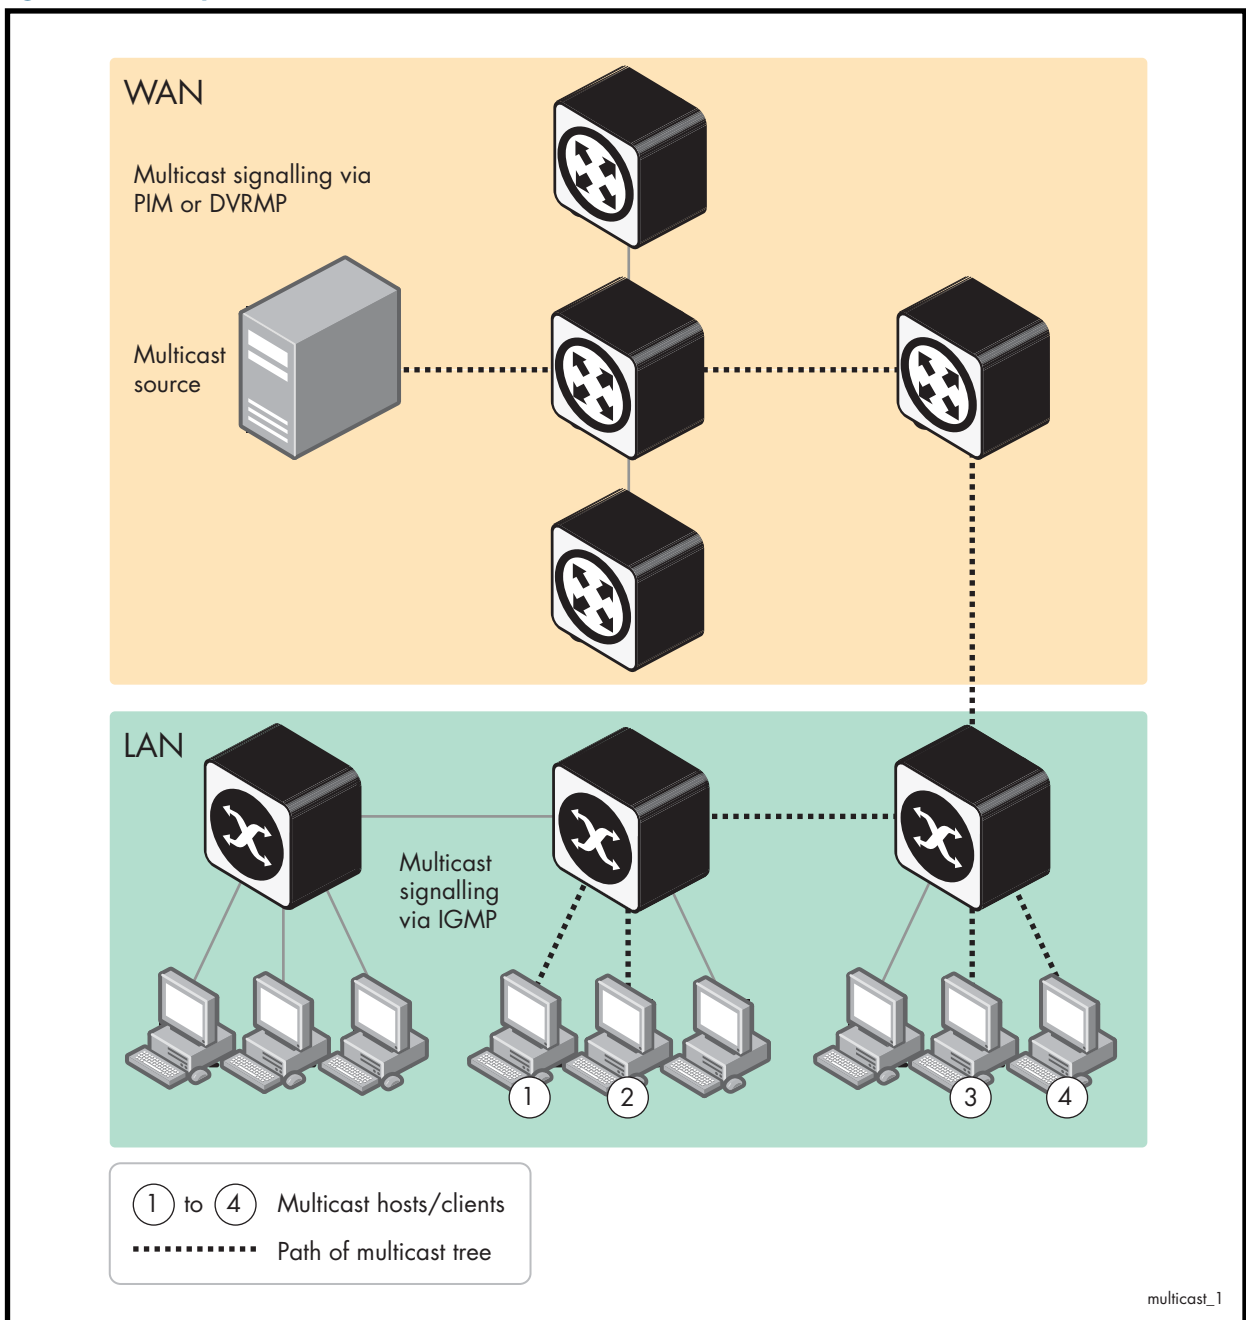 WAN
Multicast signalling via
PIM or DVRMP
Multicast
source
LAN
Multicast
signalling
via IGMP
1
2
3
4
1 to 4 Multicast hosts/clients
Path of multicast tree
multicast_1